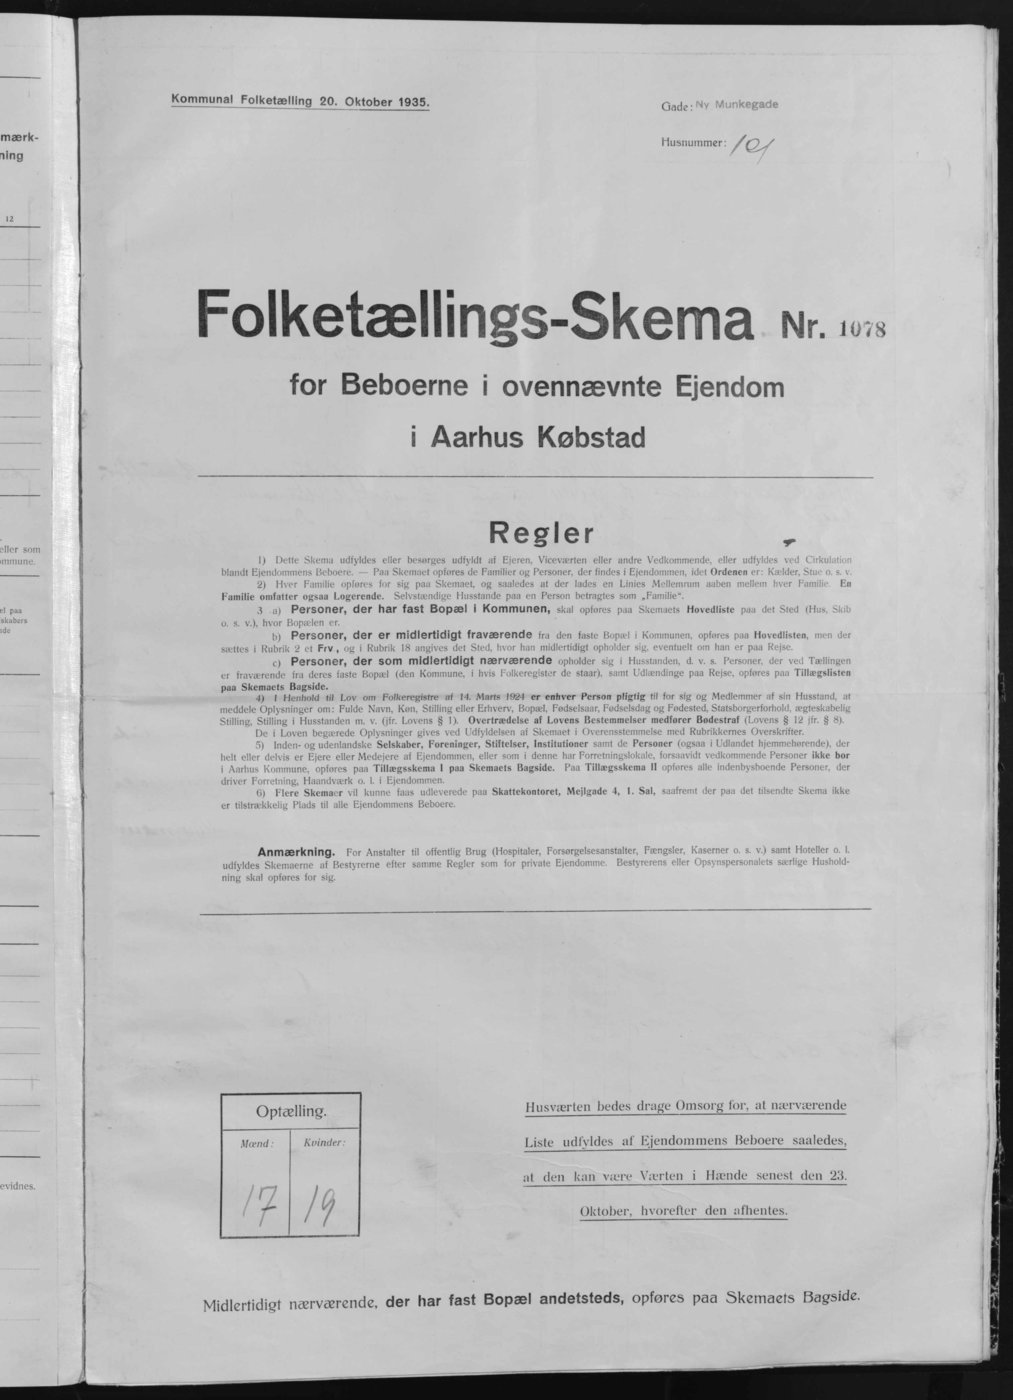 mærk-
ning
12
eller som
ommune.
el paa
skabers
evidnes.
Kommunal Folketælling 20. Oktober 1935.
Gade: Ny Munkegade
Husnummer: 101
Folketællings-Skema Nr. 1078
for Beboerne i ovennævnte Ejendom
i Aarhus Købstad
Regler
1) Dette Skema udfyldes eller besørges udfyldt af Ejeren, Viceværten eller andre Vedkommende, eller udfyldes ved Cirkulation
blandt Ejendommens Beboere. — Paa Skemaet opføres de Familier og Personer, der findes i Ejendommen, idet Ordenen er: Kælder, Stue o. s. v.
2) Hver Familie opføres for sig paa Skemaet, og saaledes at der lades en Linies Mellemrum aaben mellem hver Familie. En
Familie omfatter ogsaa Logerende. Selvstændige Husstande paa en Person betragtes som „Familie“.
3 a) Personer, der har fast Bopæl i Kommunen, skal opføres paa Skemaets Hovedliste paa det Sted (Hus, Skib
o. s. v.), hvor Bopælen er.
b) Personer, der er midlertidigt fraværende fra den faste Bopæl i Kommunen, opføres paa Hovedlisten, men der
sættes i Rubrik 2 et Frv., og i Rubrik 18 angives det Sted, hvor han midlertidigt opholder sig, eventuelt om han er paa Rejse.
c) Personer, der som midlertidigt nærværende opholder sig i Husstanden, d. v. s. Personer, der ved Tællingen
er fraværende fra deres faste Bopæl (den Kommune, i hvis Folkeregister de staar), samt Udlændinge paa Rejse, opføres paa Tillægslisten
paa Skemaets Bagside.
4) I Henhold til Lov om Folkeregistre af 14. Marts 1924 er enhver Person pligtig til for sig og Medlemmer af sin Husstand, at
meddele Oplysninger om: Fulde Navn, Køn, Stilling eller Erhverv, Bopæl, Fødselsaar, Fødselsdag og Fødested, Statsborgerforhold, ægteskabelig
Stilling, Stilling i Husstanden m. v. (jfr. Lovens § 1). Overtrædelse af Lovens Bestemmelser medfører Bødestraf (Lovens § 12 jfr. § 8).
De i Loven begærede Oplysninger gives ved Udfyldelsen af Skemaet i Overensstemmelse med Rubrikkernes Overskrifter.
5) Inden- og udenlandske Selskaber, Foreninger, Stiftelser, Institutioner samt de Personer (ogsaa i Udlandet hjemmehørende), der
helt eller delvis er Ejere eller Medejere af Ejendommen, eller som i denne har Forretningslokale, forsaavidt vedkommende Personer ikke bor
i Aarhus Kommune, opføres paa Tillægsskema I paa Skemaets Bagside. Paa Tillægsskema II opføres alle indenbyshoende Personer, der
driver Forretning, Haandværk o. l. i Ejendommen.
6) Flere Skemaer vil kunne faas udleverede paa Skattekontoret, Mejlgade 4, 1. Sal, saafremt der paa det tilsendte Skema ikke
er tilstrækkelig Plads til alle Ejendommens Beboere.
Anmærkning. For Anstalter til offentlig Brug (Hospitaler, Forsørgelsesanstalter, Fængsler, Kaserner o. s. v.) samt Hoteller o. l.
udfyldes Skemaerne af Bestyrerne efter samme Regler som for private Ejendomme. Bestyrerens eller Opsynspersonalets særlige Hushold-
ning skal opføres for sig.
Optælling.
Mænd: Kvinder:
17 19
Husværten bedes drage Omsorg for, at nærværende
Liste udfyldes af Ejendommens Beboere saaledes,
at den kan være Værten i Hænde senest den 23.
Oktober, hvorefter den afhentes.
Midlertidigt nærværende, der har fast Bopæl andetsteds, opføres paa Skemaets Bagside.